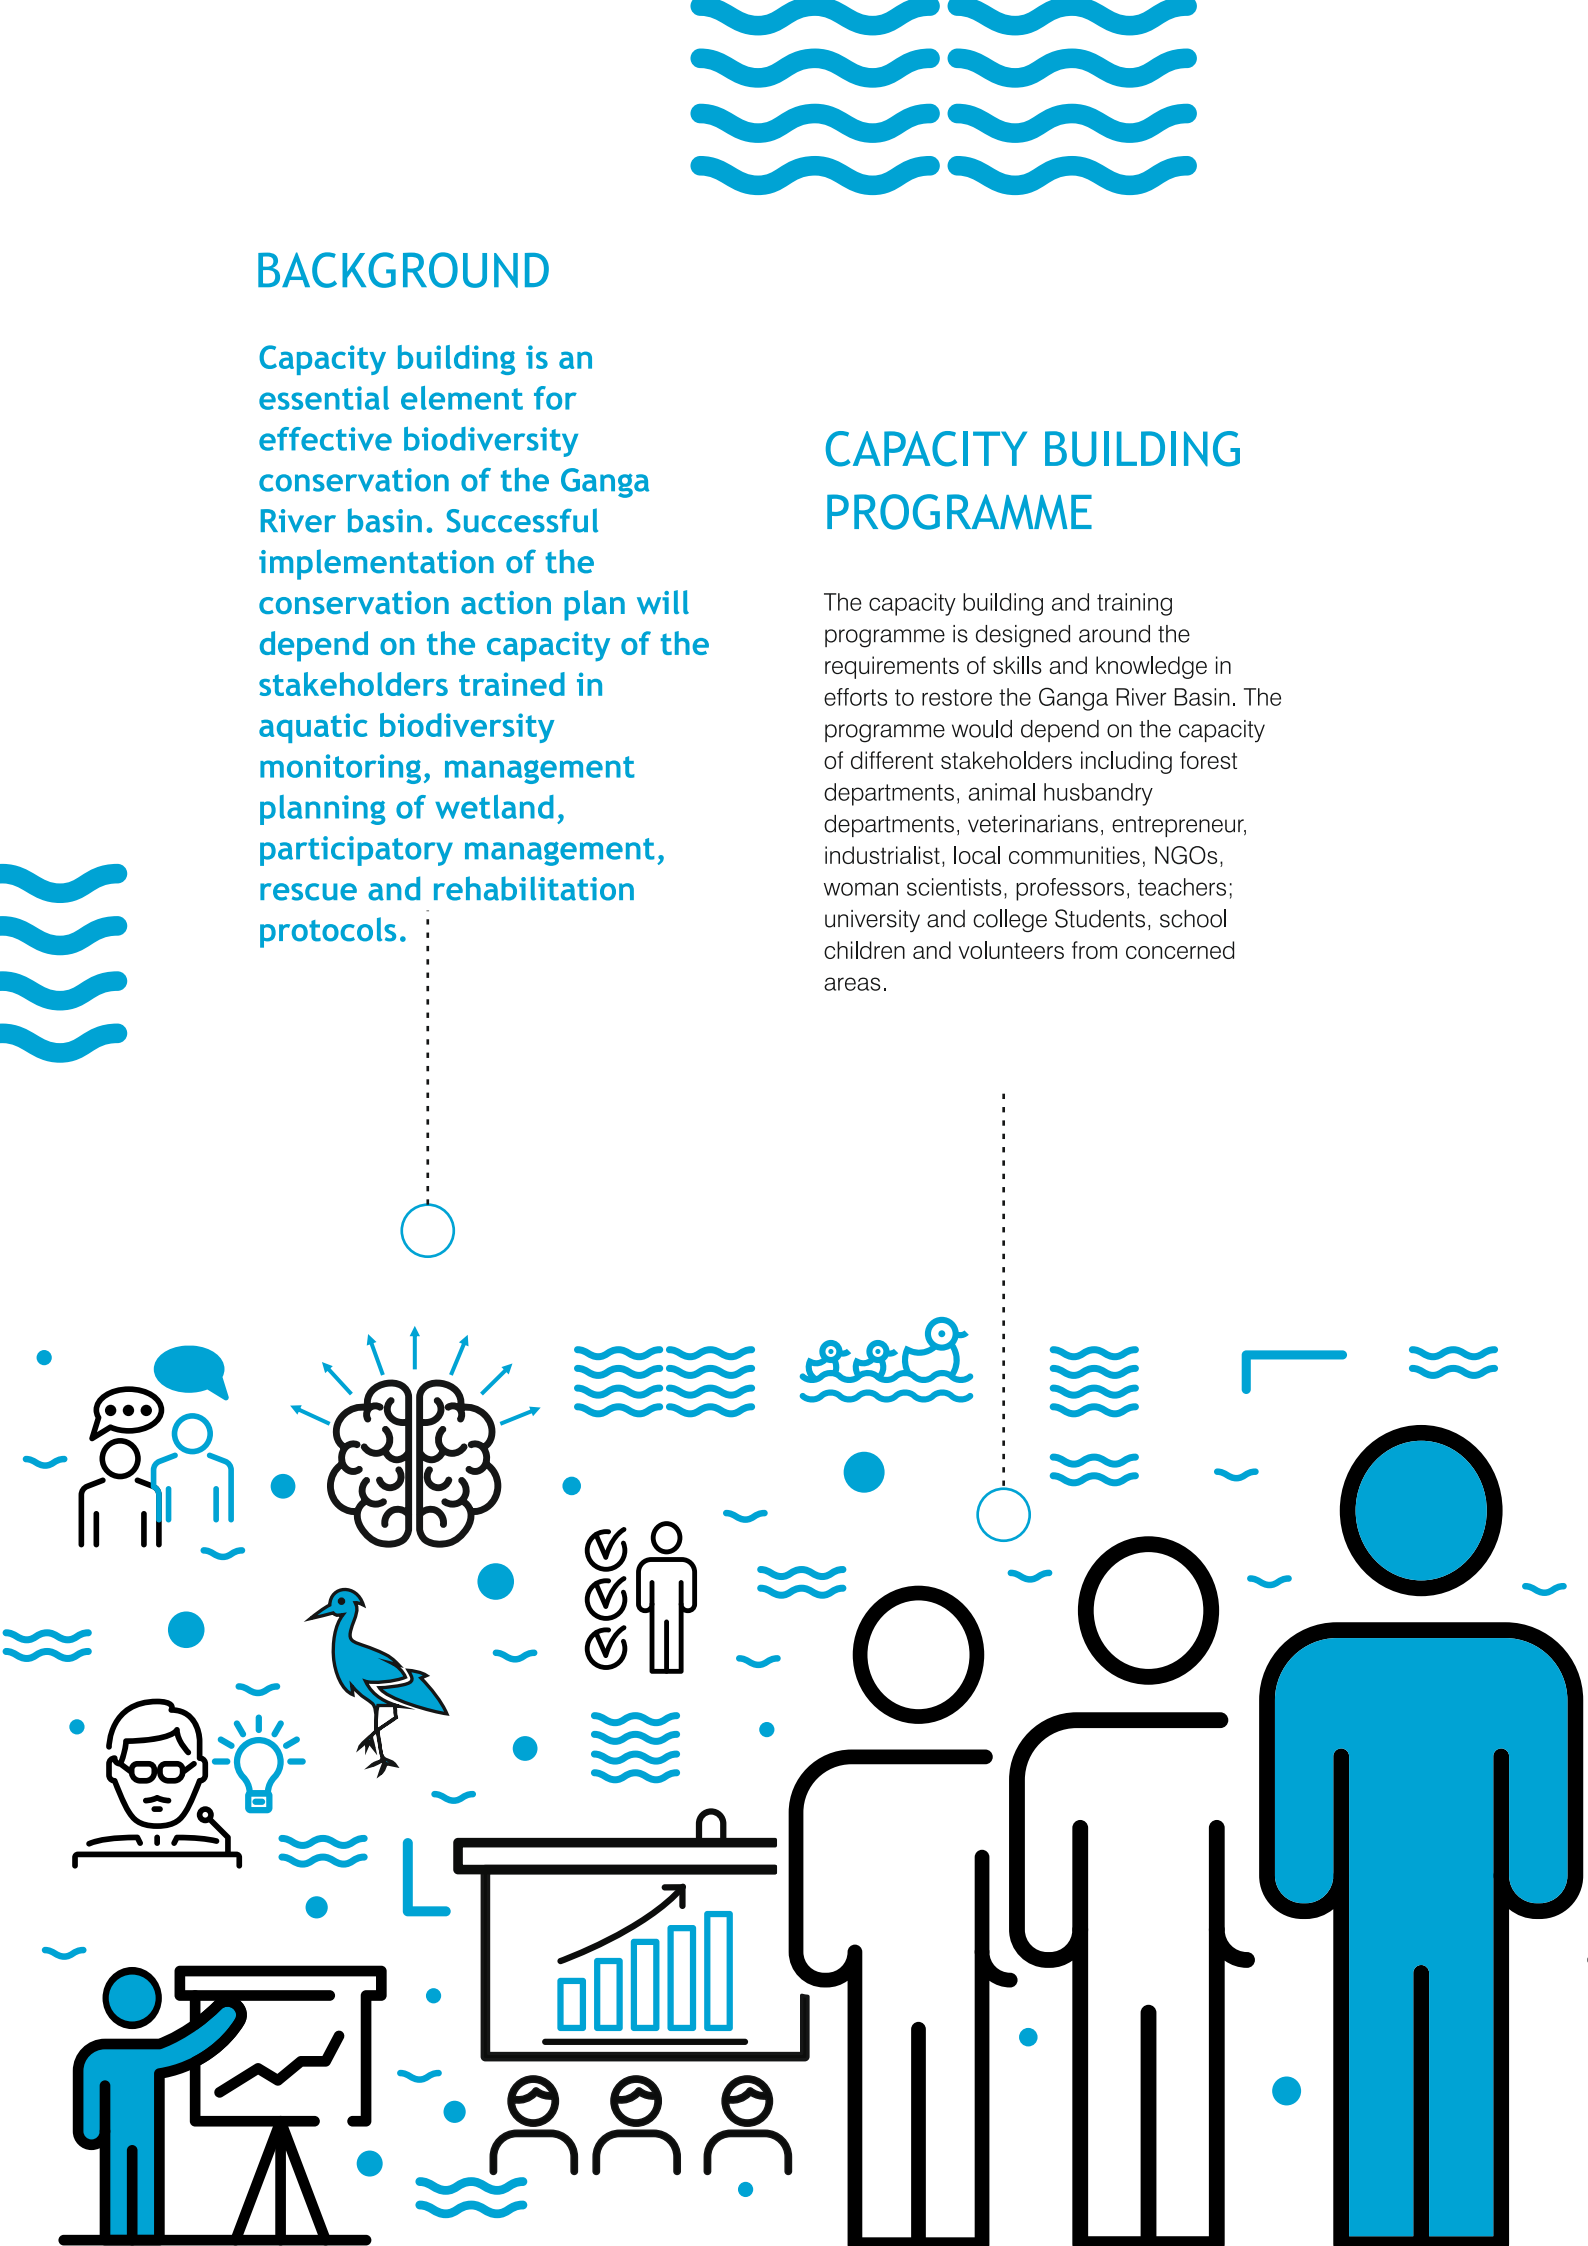 BACKGROUND
Capacity building is an
essential element for
effective biodiversity
conservation of the Ganga
River basin. Successful
implementation of the
conservation action plan will
depend on the capacity of the
stakeholders trained in
aquatic biodiversity
monitoring, management
planning of wetland,
participatory management,
rescue and rehabilitation
protocols.
CAPACITY BUILDING
PROGRAMME
The capacity building and training
programme is designed around the
requirements of skills and knowledge in
efforts to restore the Ganga River Basin. The
programme would depend on the capacity
of different stakeholders including forest
departments, animal husbandry
departments, veterinarians, entrepreneur,
industrialist, local communities, NGOs,
woman scientists, professors, teachers;
university and college Students, school
children and volunteers from concerned
areas.